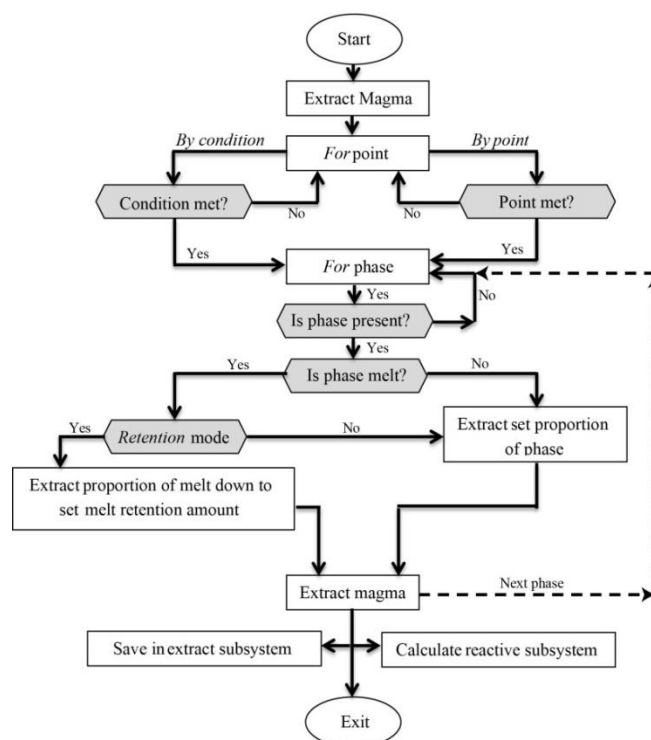 Start
Extract Magma
By condition
For point
By point
Condition met?
No
No
Point met?
Yes
For phase
Yes
Yes
No
Is phase present?
Yes
Yes
Is phase melt?
No
Yes
Retention mode
No
Extract set proportion
of phase
Extract proportion of melt down to
set melt retention amount
Extract magma
Next phase
Save in extract subsystem
Calculate reactive subsystem
Exit